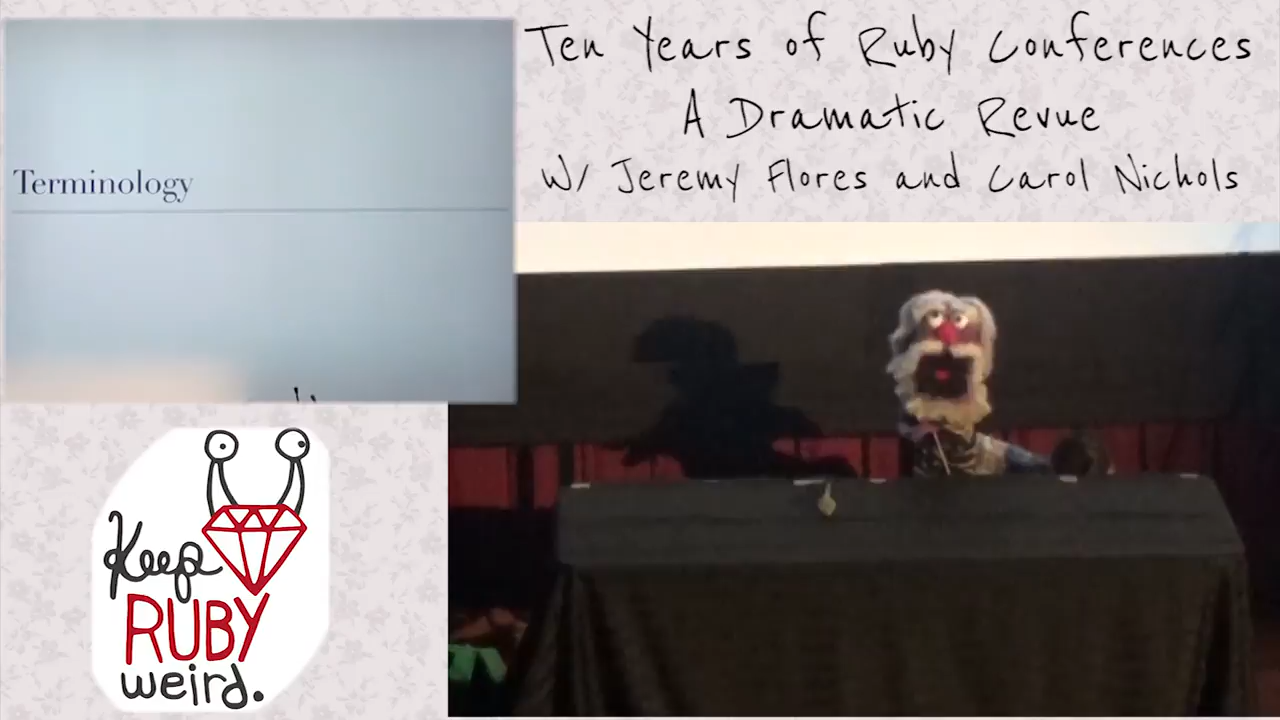 Ten Years of Ruby Conferences
A Dramatic Revue
w/ Jeremy Flores and Carol Nichols
Terminology
Keep
RUBY
weird.